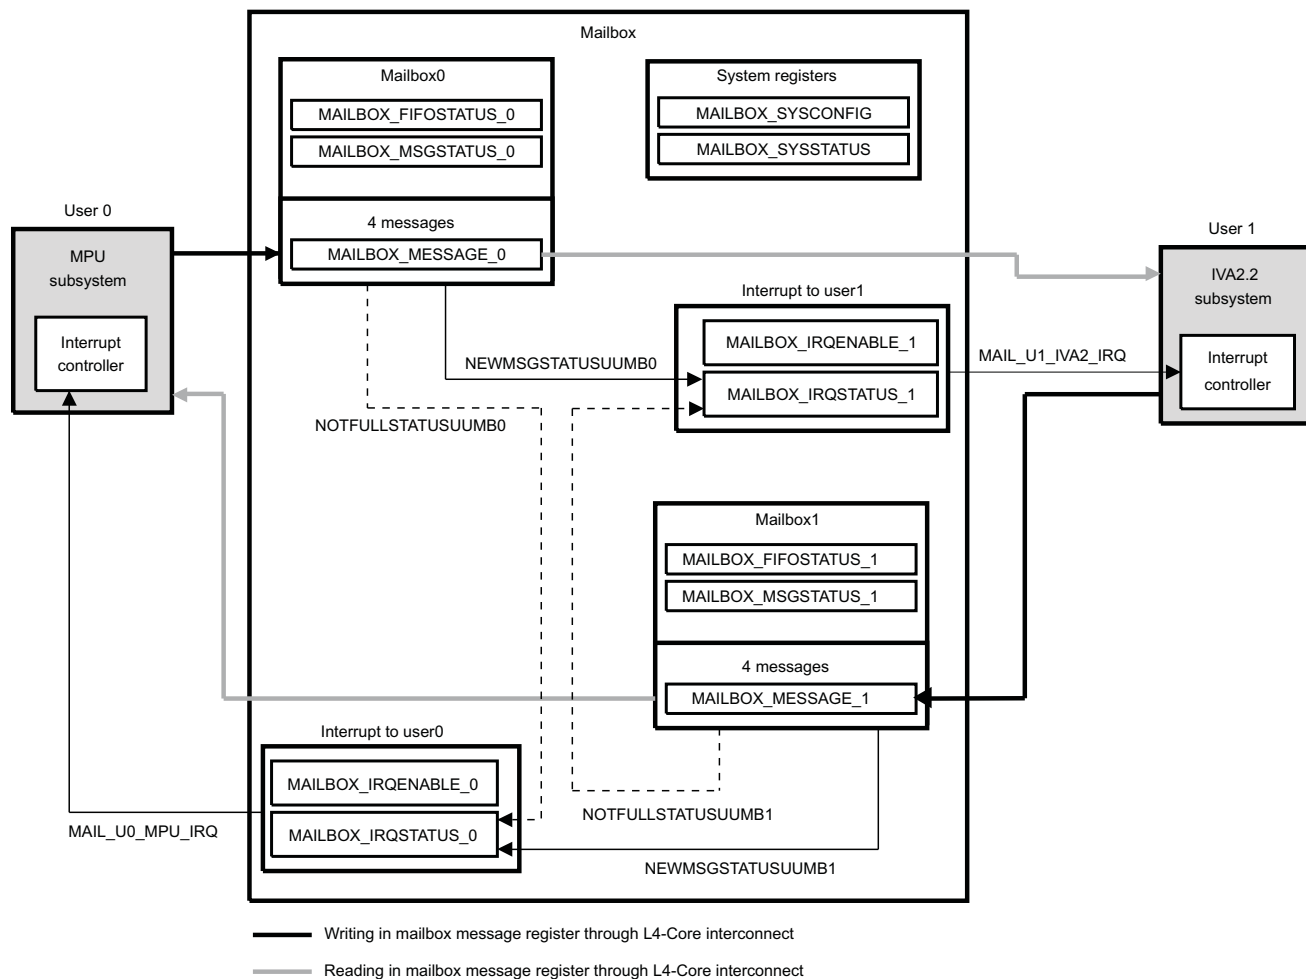 Mailbox
Mailbox0
MAILBOX_FIFOSTATUS_0
MAILBOX_MSGSTATUS_0
4 messages
MAILBOX_MESSAGE_0
System registers
MAILBOX_SYSCONFIG
MAILBOX_SYSSTATUS
User 0
MPU
subsystem
Interrupt
controller
User 1
IVA2.2
subsystem
Interrupt
controller
Interrupt to user1
MAILBOX_IRQENABLE_1
MAILBOX_IRQSTATUS_1
MAIL_U1_IVA2_IRQ
NEWMSGSTATUSUUMB0
NOTFULLSTATUSUUMB0
Mailbox1
MAILBOX_FIFOSTATUS_1
MAILBOX_MSGSTATUS_1
4 messages
MAILBOX_MESSAGE_1
Interrupt to user0
MAILBOX_IRQENABLE_0
MAILBOX_IRQSTATUS_0
MAIL_U0_MPU_IRQ
NOTFULLSTATUSUUMB1
NEWMSGSTATUSUUMB1
Writing in mailbox message register through L4-Core interconnect
Reading in mailbox message register through L4-Core interconnect